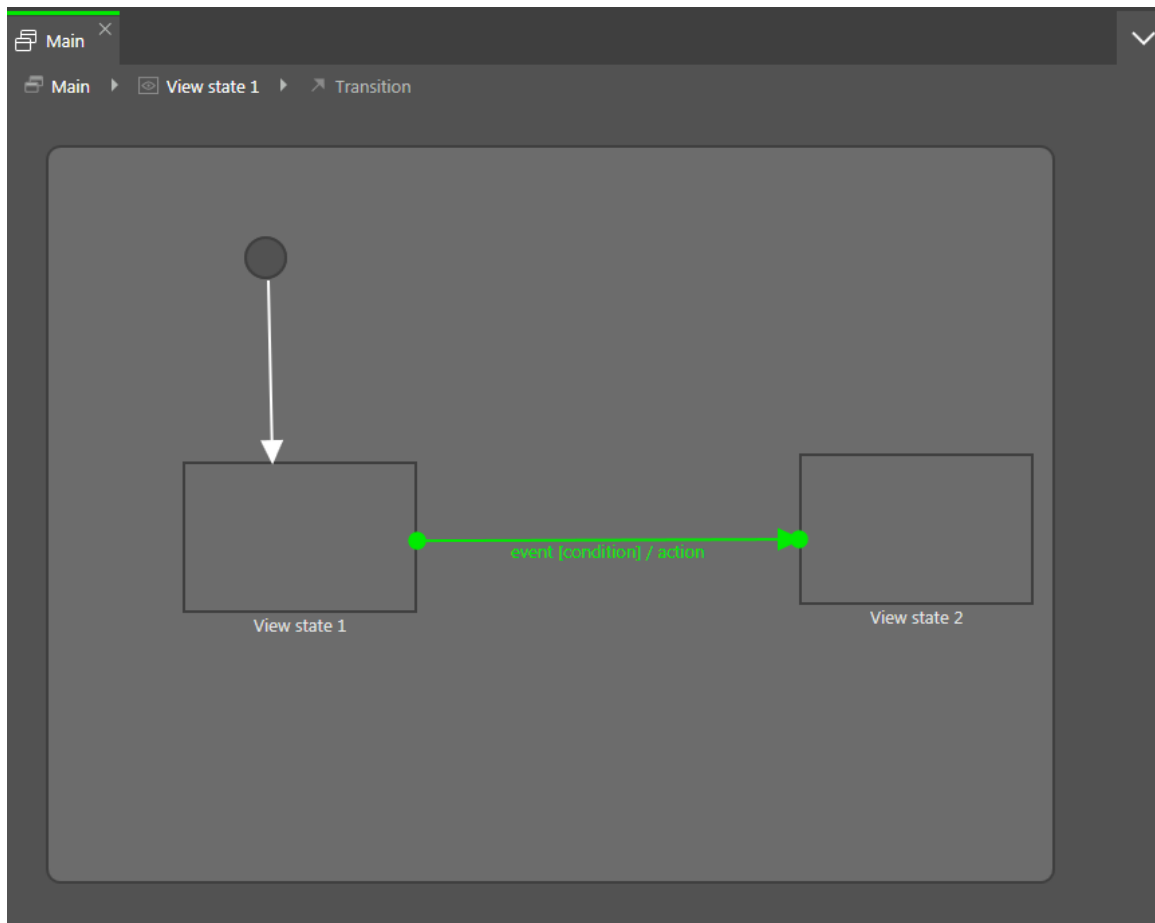 Main
Main View state 1 Transition
event [condition] / action
View state 1
View state 2